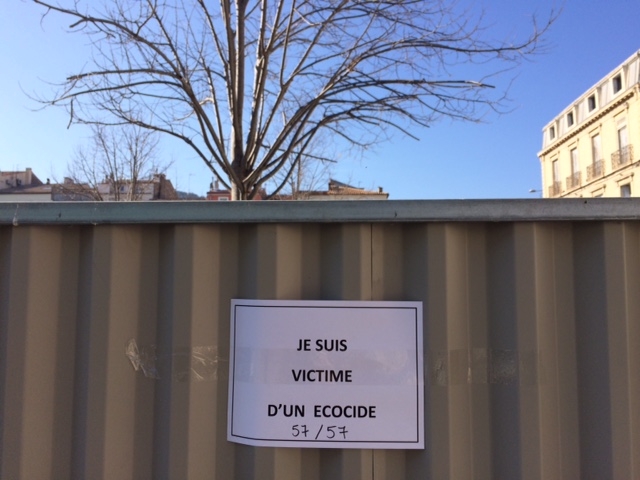 JE SUIS
VICTIME
D'UN ECOCIDE
57/57